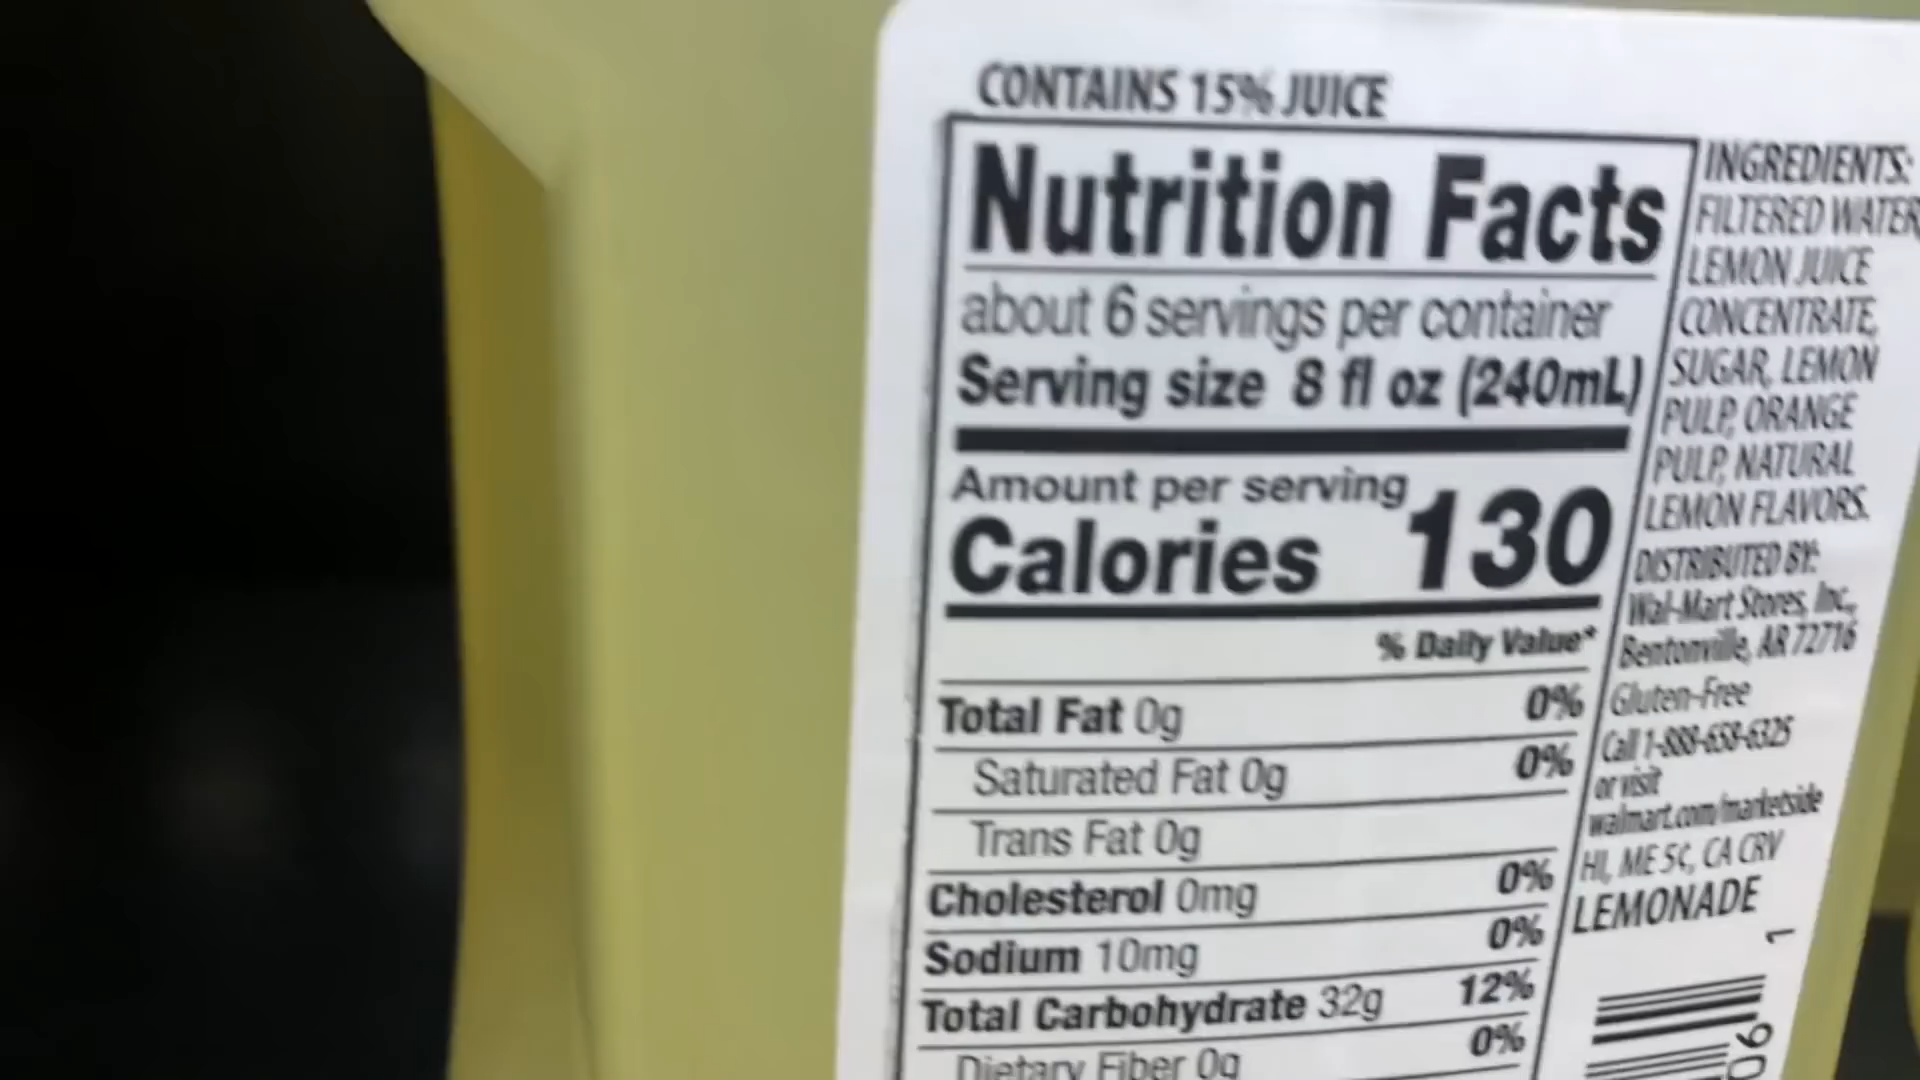 CONTAINS 15% JUICE
Nutrition Facts
about 6 servings per container
Serving size 8 fl oz (240mL)
Amount per serving
Calories 130
% Daily Value*
Total Fat 0g 0%
Saturated Fat 0g 0%
Trans Fat 0g
Cholesterol 0mg 0%
Sodium 10mg 0%
Total Carbohydrate 32g 12%
Dietary Fiber 0g 0%
INGREDIENTS:
FILTERED WATER,
LEMON JUICE
CONCENTRATE,
SUGAR, LEMON
PULP, ORANGE
PULP, NATURAL
LEMON FLAVORS.
DISTRIBUTED BY:
Wal-Mart Stores, Inc.,
Bentonville, AR 72716
Gluten-Free
Call 1-888-658-6325
or visit
walmart.com/marketside
HI, ME 5¢, CA CRV
LEMONADE
1